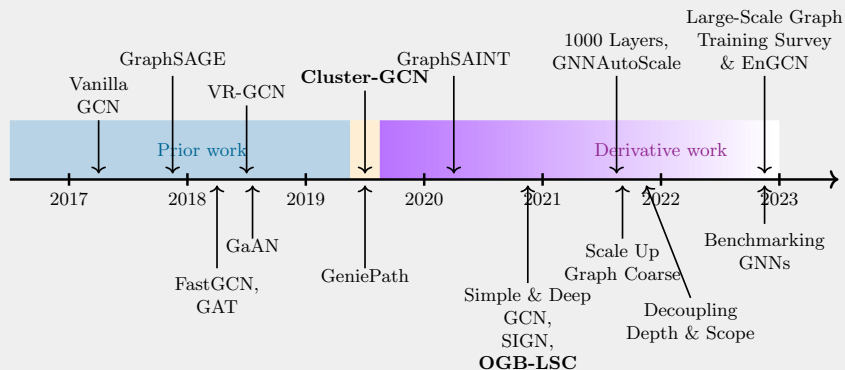 Large-Scale Graph
Training Survey
& EnGCN
1000 Layers,
GNNAutoScale
GraphSAGE
GraphSAINT
Cluster-GCN
Vanilla
GCN
VR-GCN
Prior work
Derivative work
2017
2018
2019
2020
2021
2022
2023
GaAN
FastGCN,
GAT
GeniePath
Simple & Deep
GCN,
SIGN,
OGB-LSC
Scale Up
Graph Coarse
Decoupling
Depth & Scope
Benchmarking
GNNs